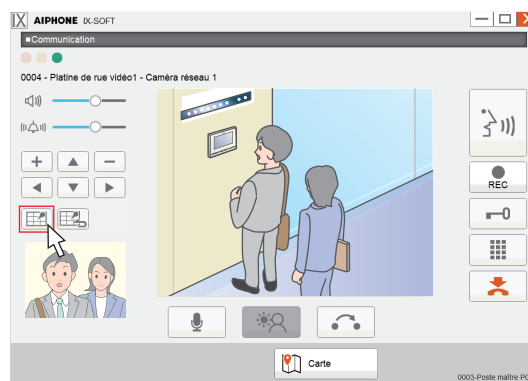 AIPHONE IX-SOFT
■Communication
0004 - Platine de rue vidéo1 - Caméra réseau 1
REC
Carte
0003-Poste maître PC